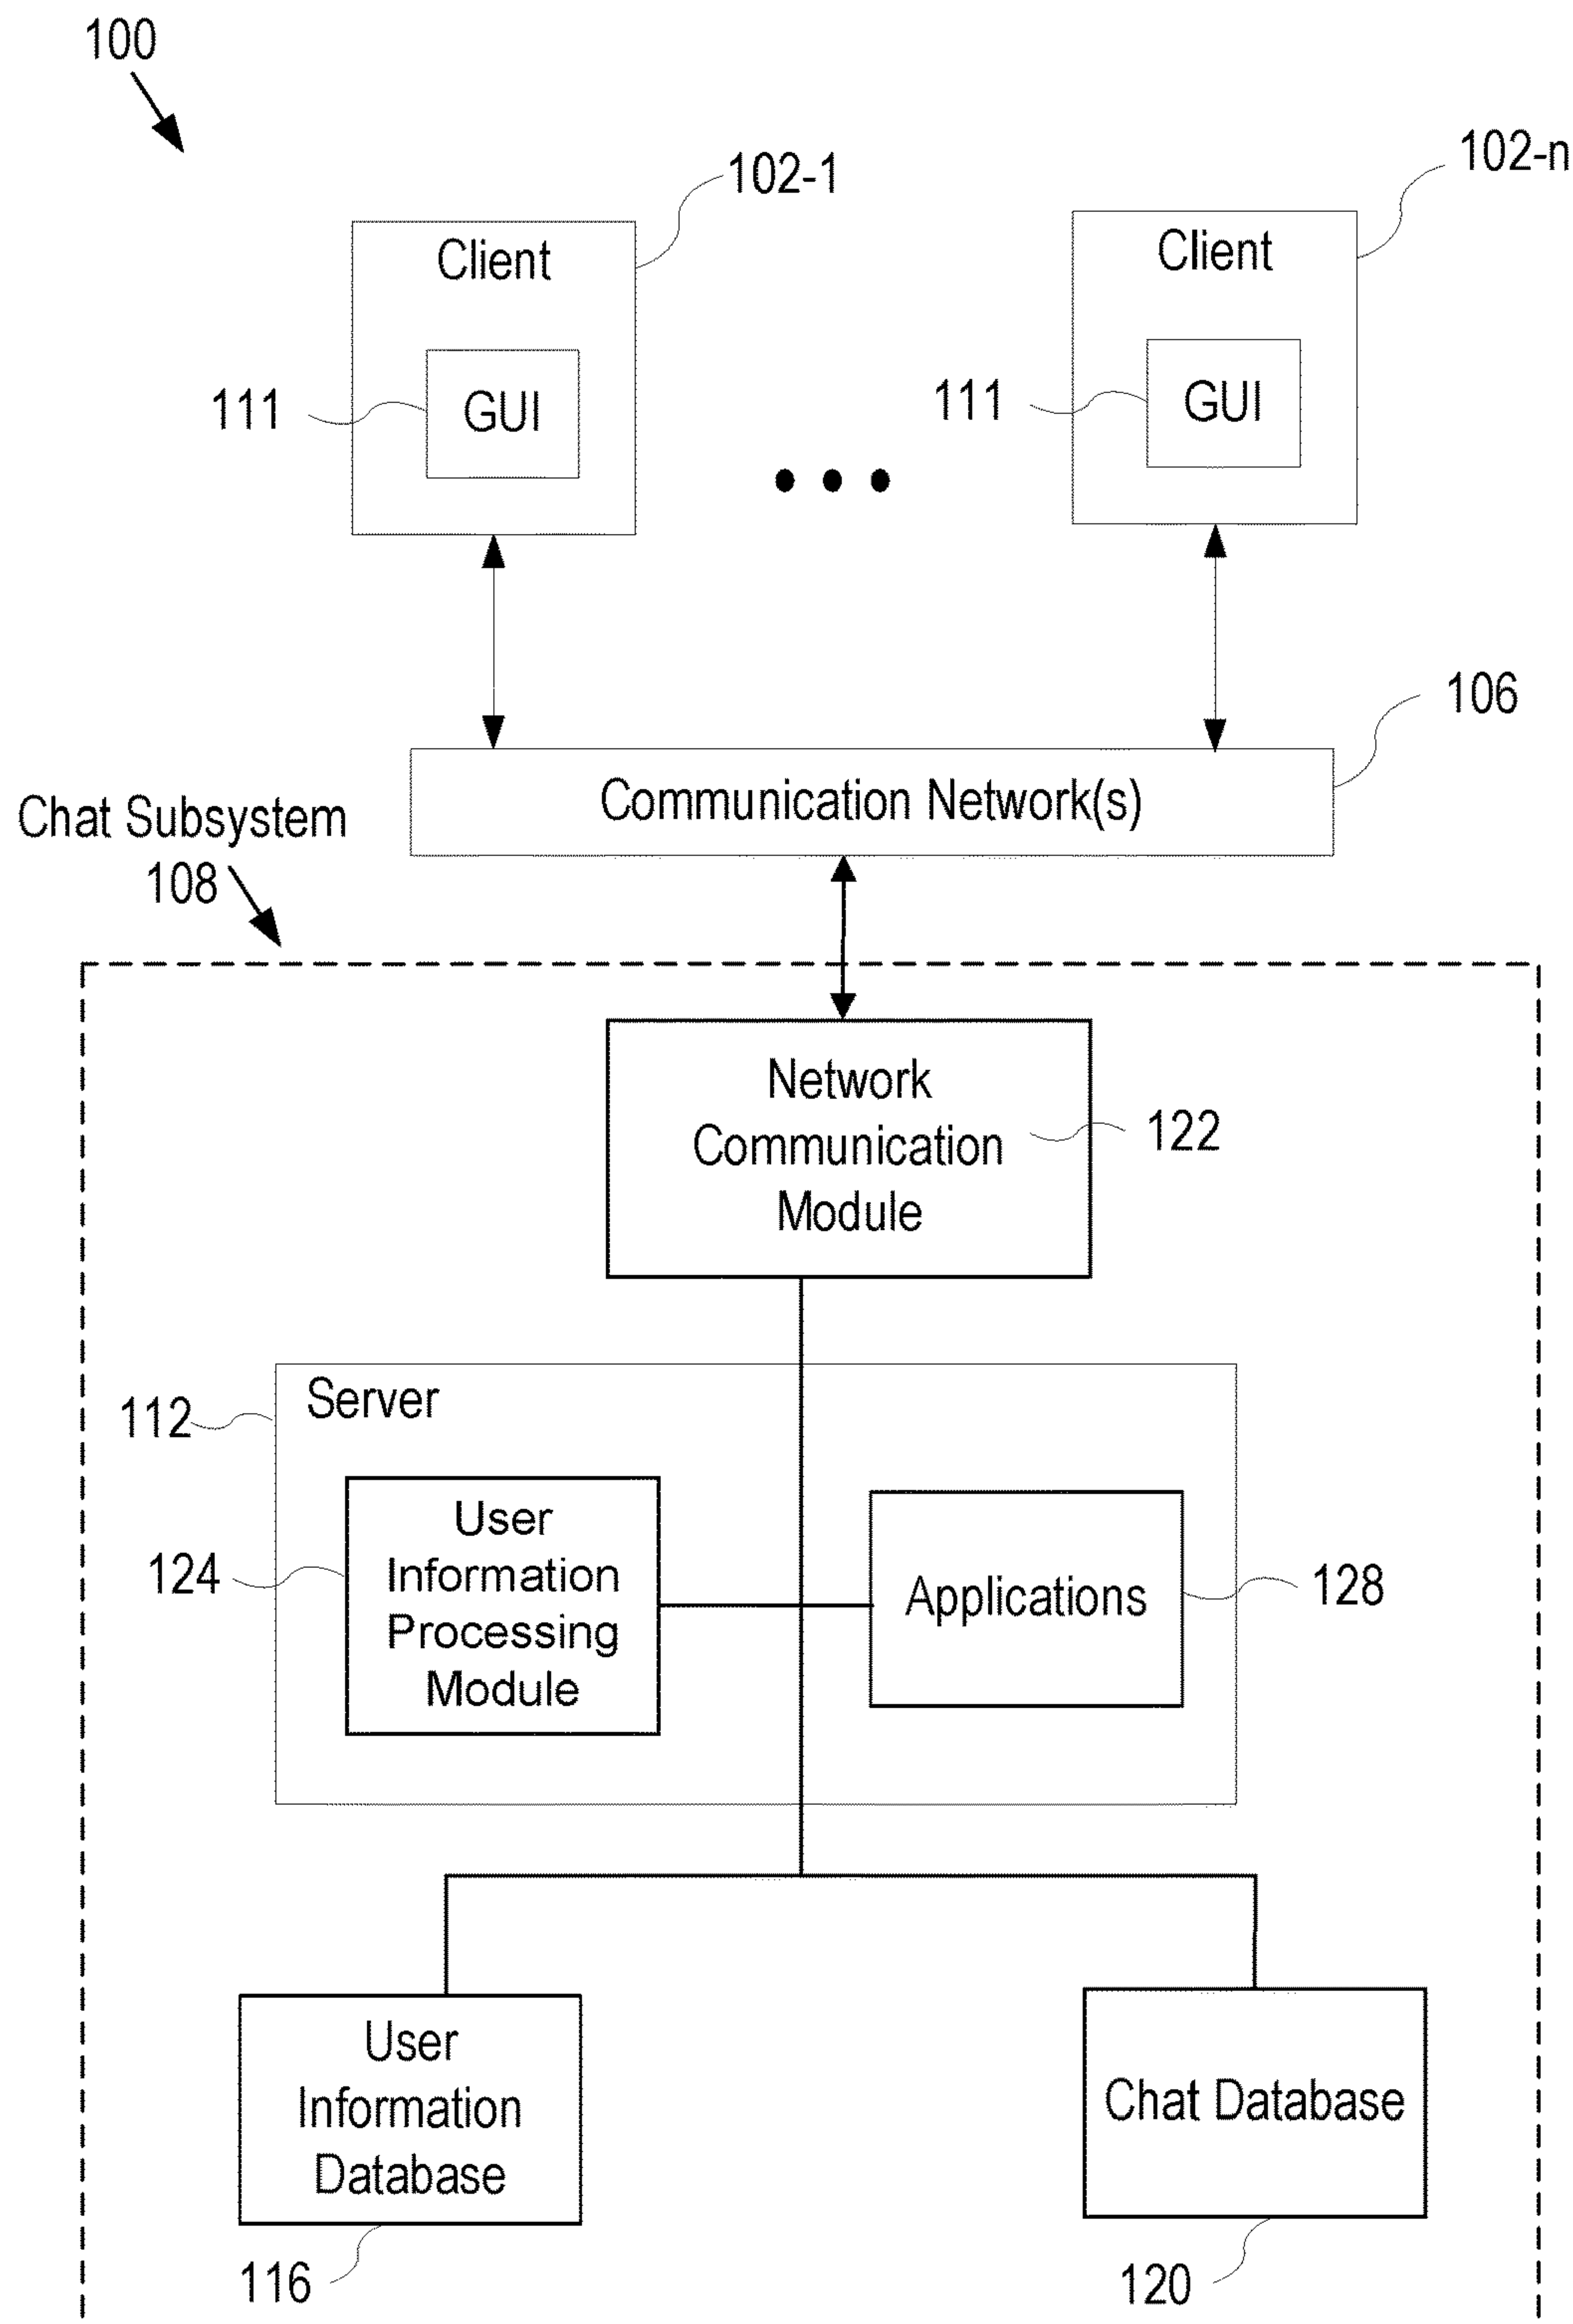 100
102-1
102-n
Client
Client
111
GUI
111
GUI
106
Communication Network(s)
Chat Subsystem
108
Network
Communication
Module
122
112
Server
124
User
Information
Processing
Module
Applications
128
User
Information
Database
Chat Database
116
120